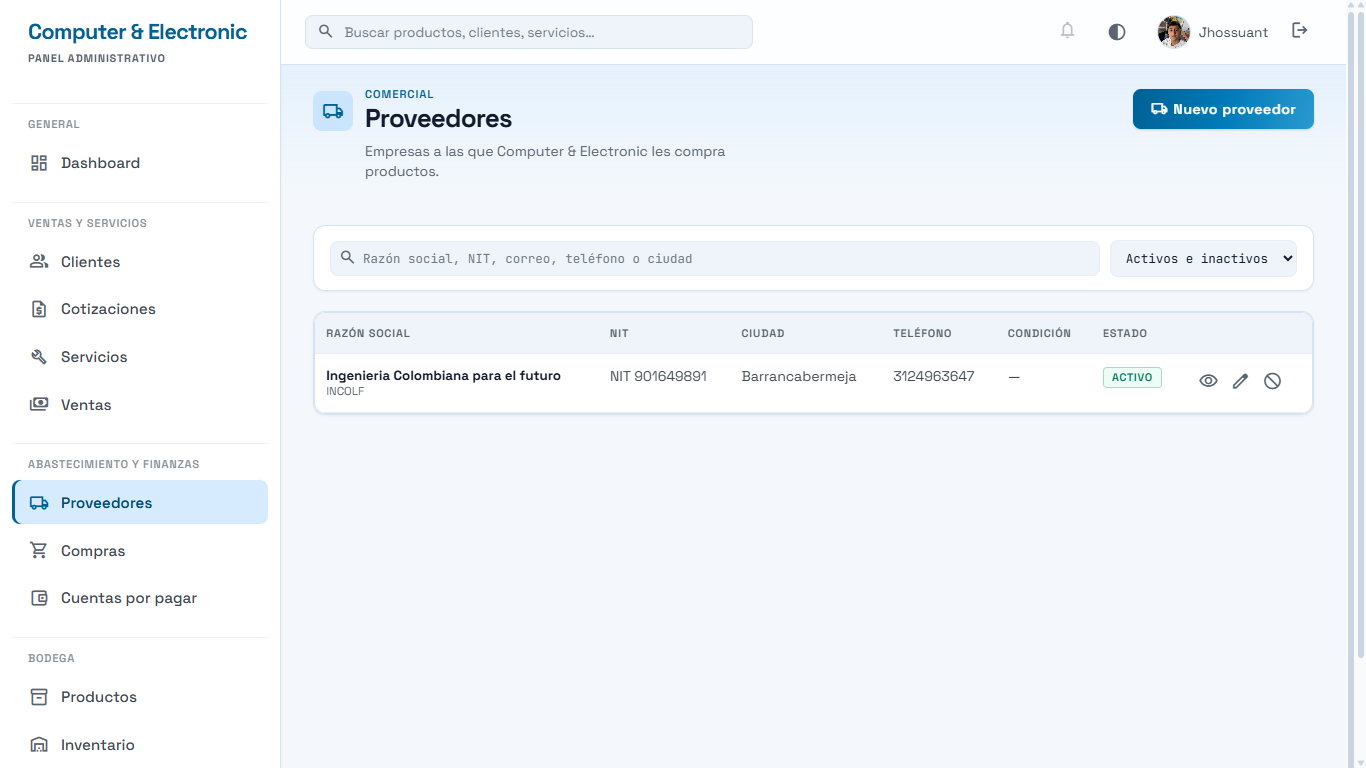 Computer & Electronic
PANEL ADMINISTRATIVO
GENERAL
Dashboard
VENTAS Y SERVICIOS
Clientes
Cotizaciones
Servicios
Ventas
ABASTECIMIENTO Y FINANZAS
Proveedores
Compras
Cuentas por pagar
BODEGA
Productos
Inventario
Buscar productos, clientes, servicios...
Jhossuant
COMERCIAL
Proveedores
Empresas a las que Computer & Electronic les compra
productos.
Nuevo proveedor
Razón social, NIT, correo, teléfono o ciudad
Activos e inactivos
RAZÓN SOCIAL NIT CIUDAD TELÉFONO CONDICIÓN ESTADO
Ingenieria Colombiana para el futuro NIT 901649891 Barrancabermeja 3124963647 — ACTIVO
INCOLF